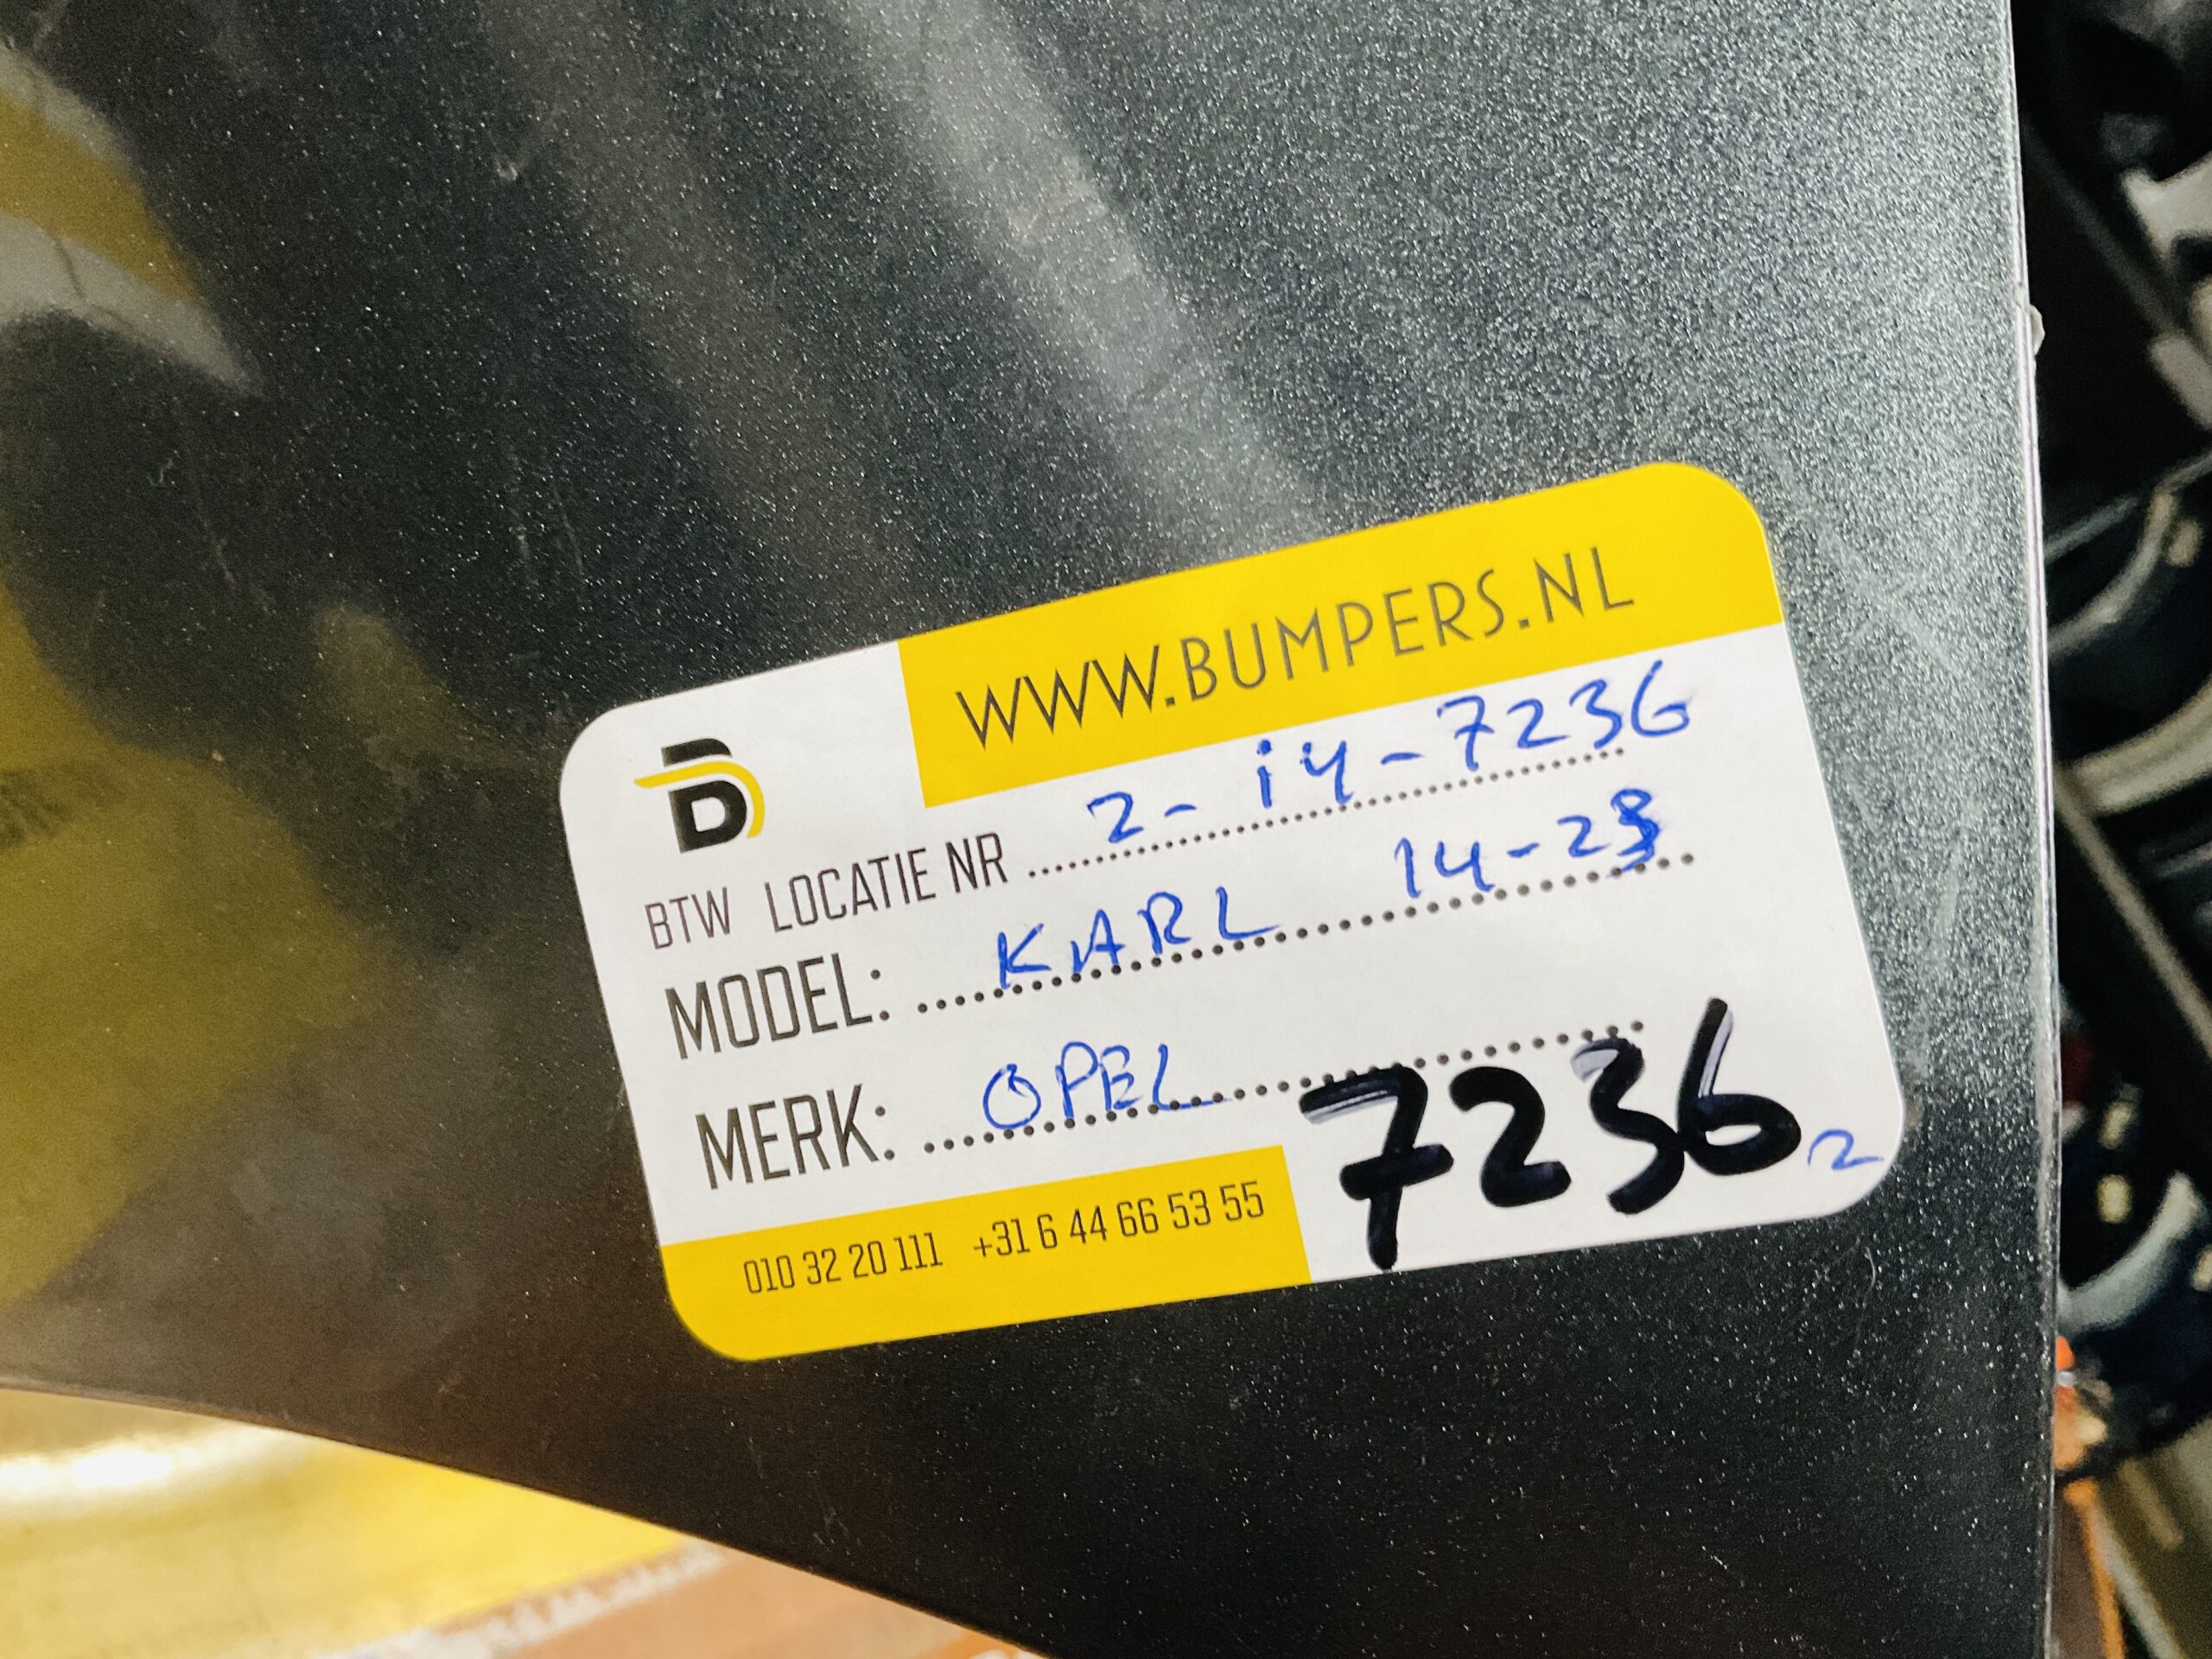 WWW.BUMPERS.NL
B
BTW LOCATIE NR 2- 14-7236
MODEL: KARL 14-23
MERK: OPEL
7236 2
010 32 20 111 +31 6 44 66 53 55